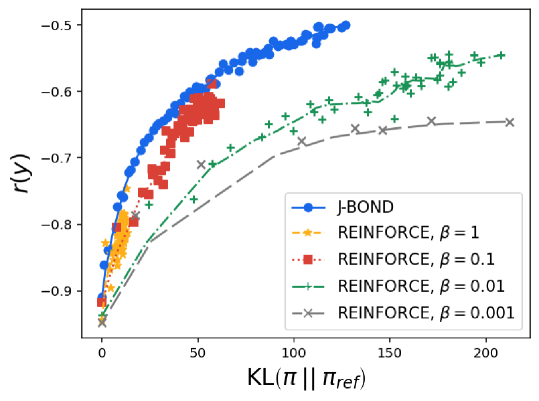 −0.5
−0.6
−0.7
−0.8
−0.9
r(y)
J-BOND
REINFORCE, β = 1
REINFORCE, β = 0.1
REINFORCE, β = 0.01
REINFORCE, β = 0.001
0 50 100 150 200
KL(π || π_ref)